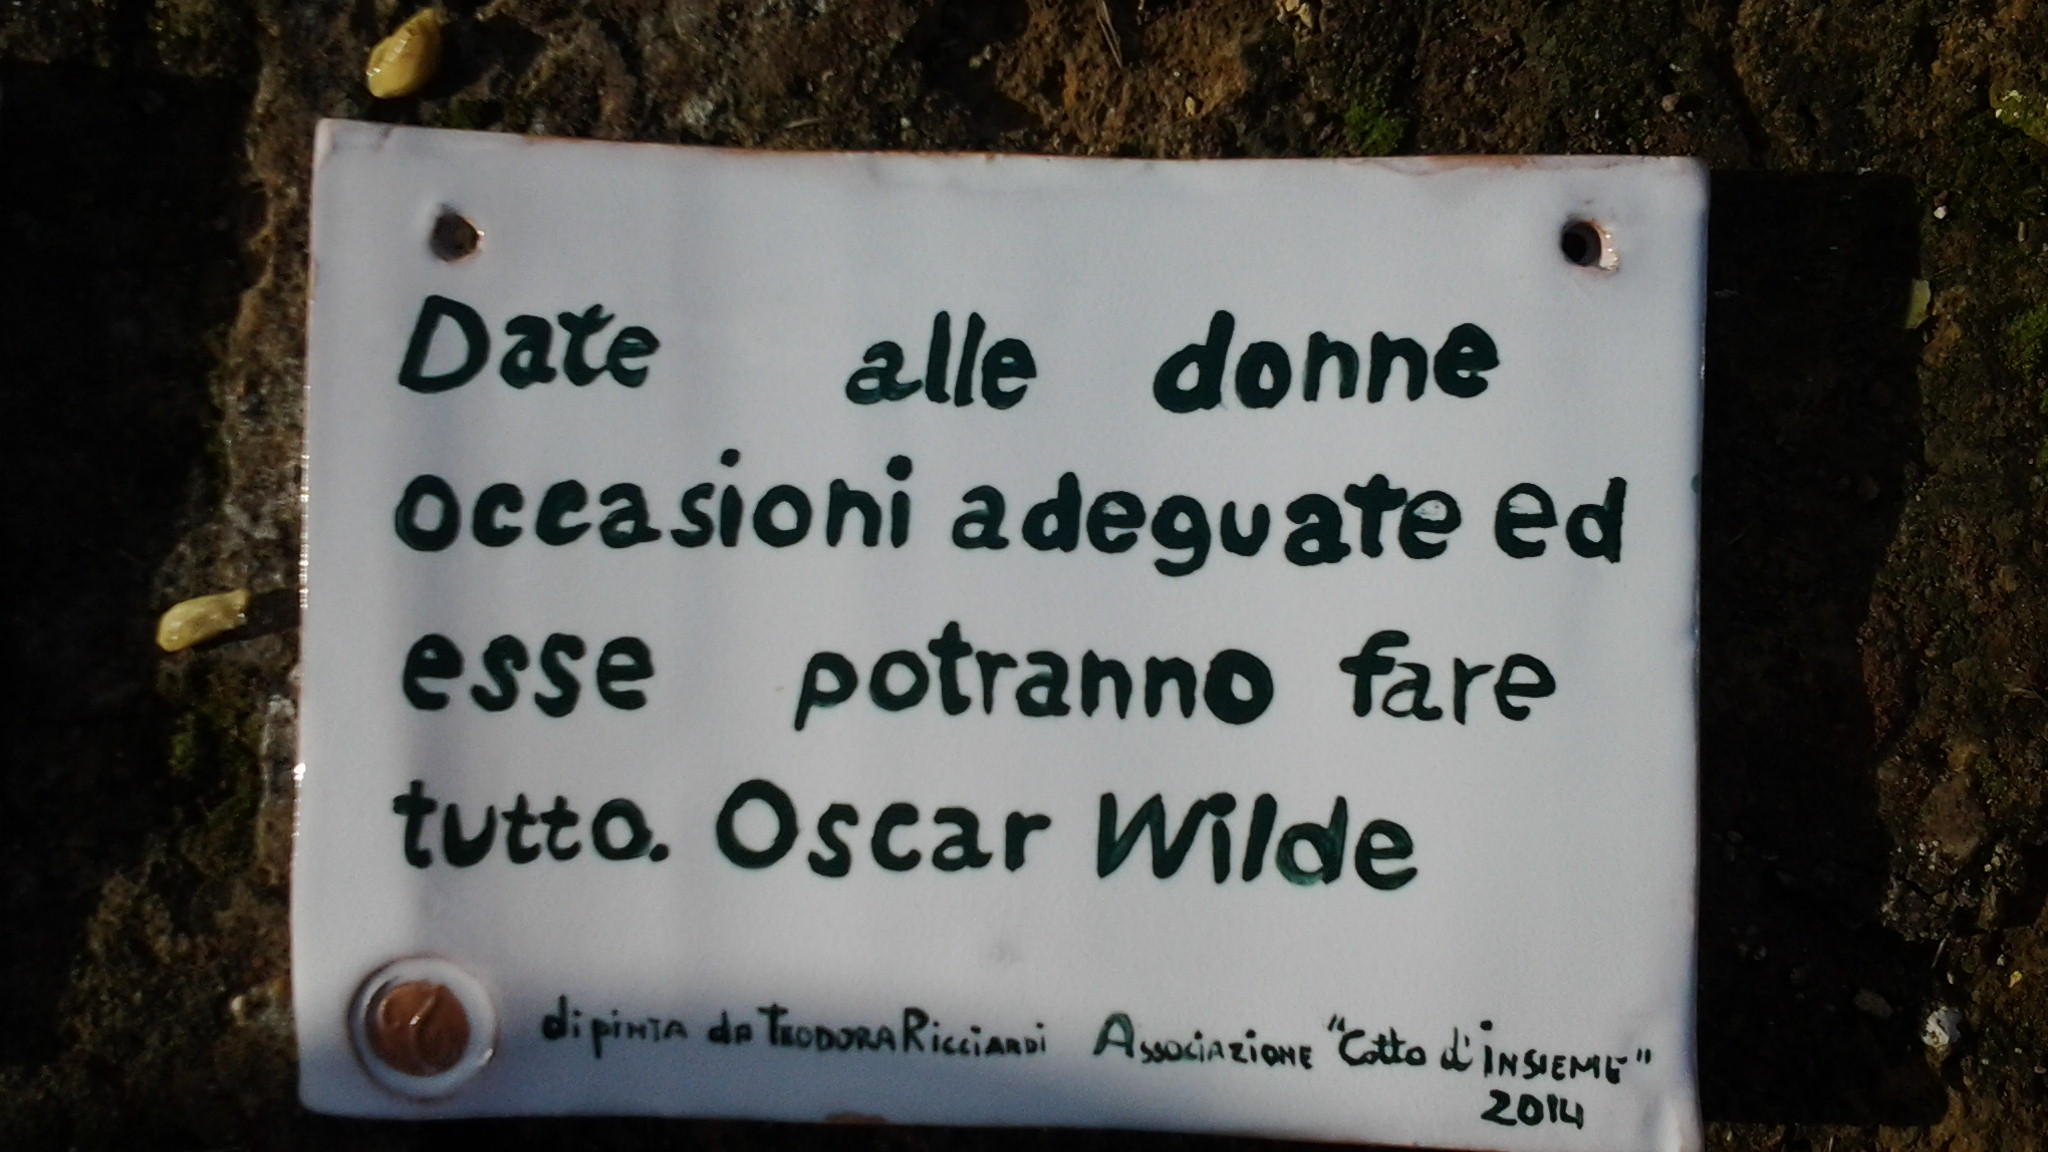 Date alle donne
occasioni adeguate ed
esse potranno fare
tutto. Oscar Wilde
dipinta da TEODORA RICCIARDI ASSOCIAZIONE "Cotto d'INSIEME"
2014